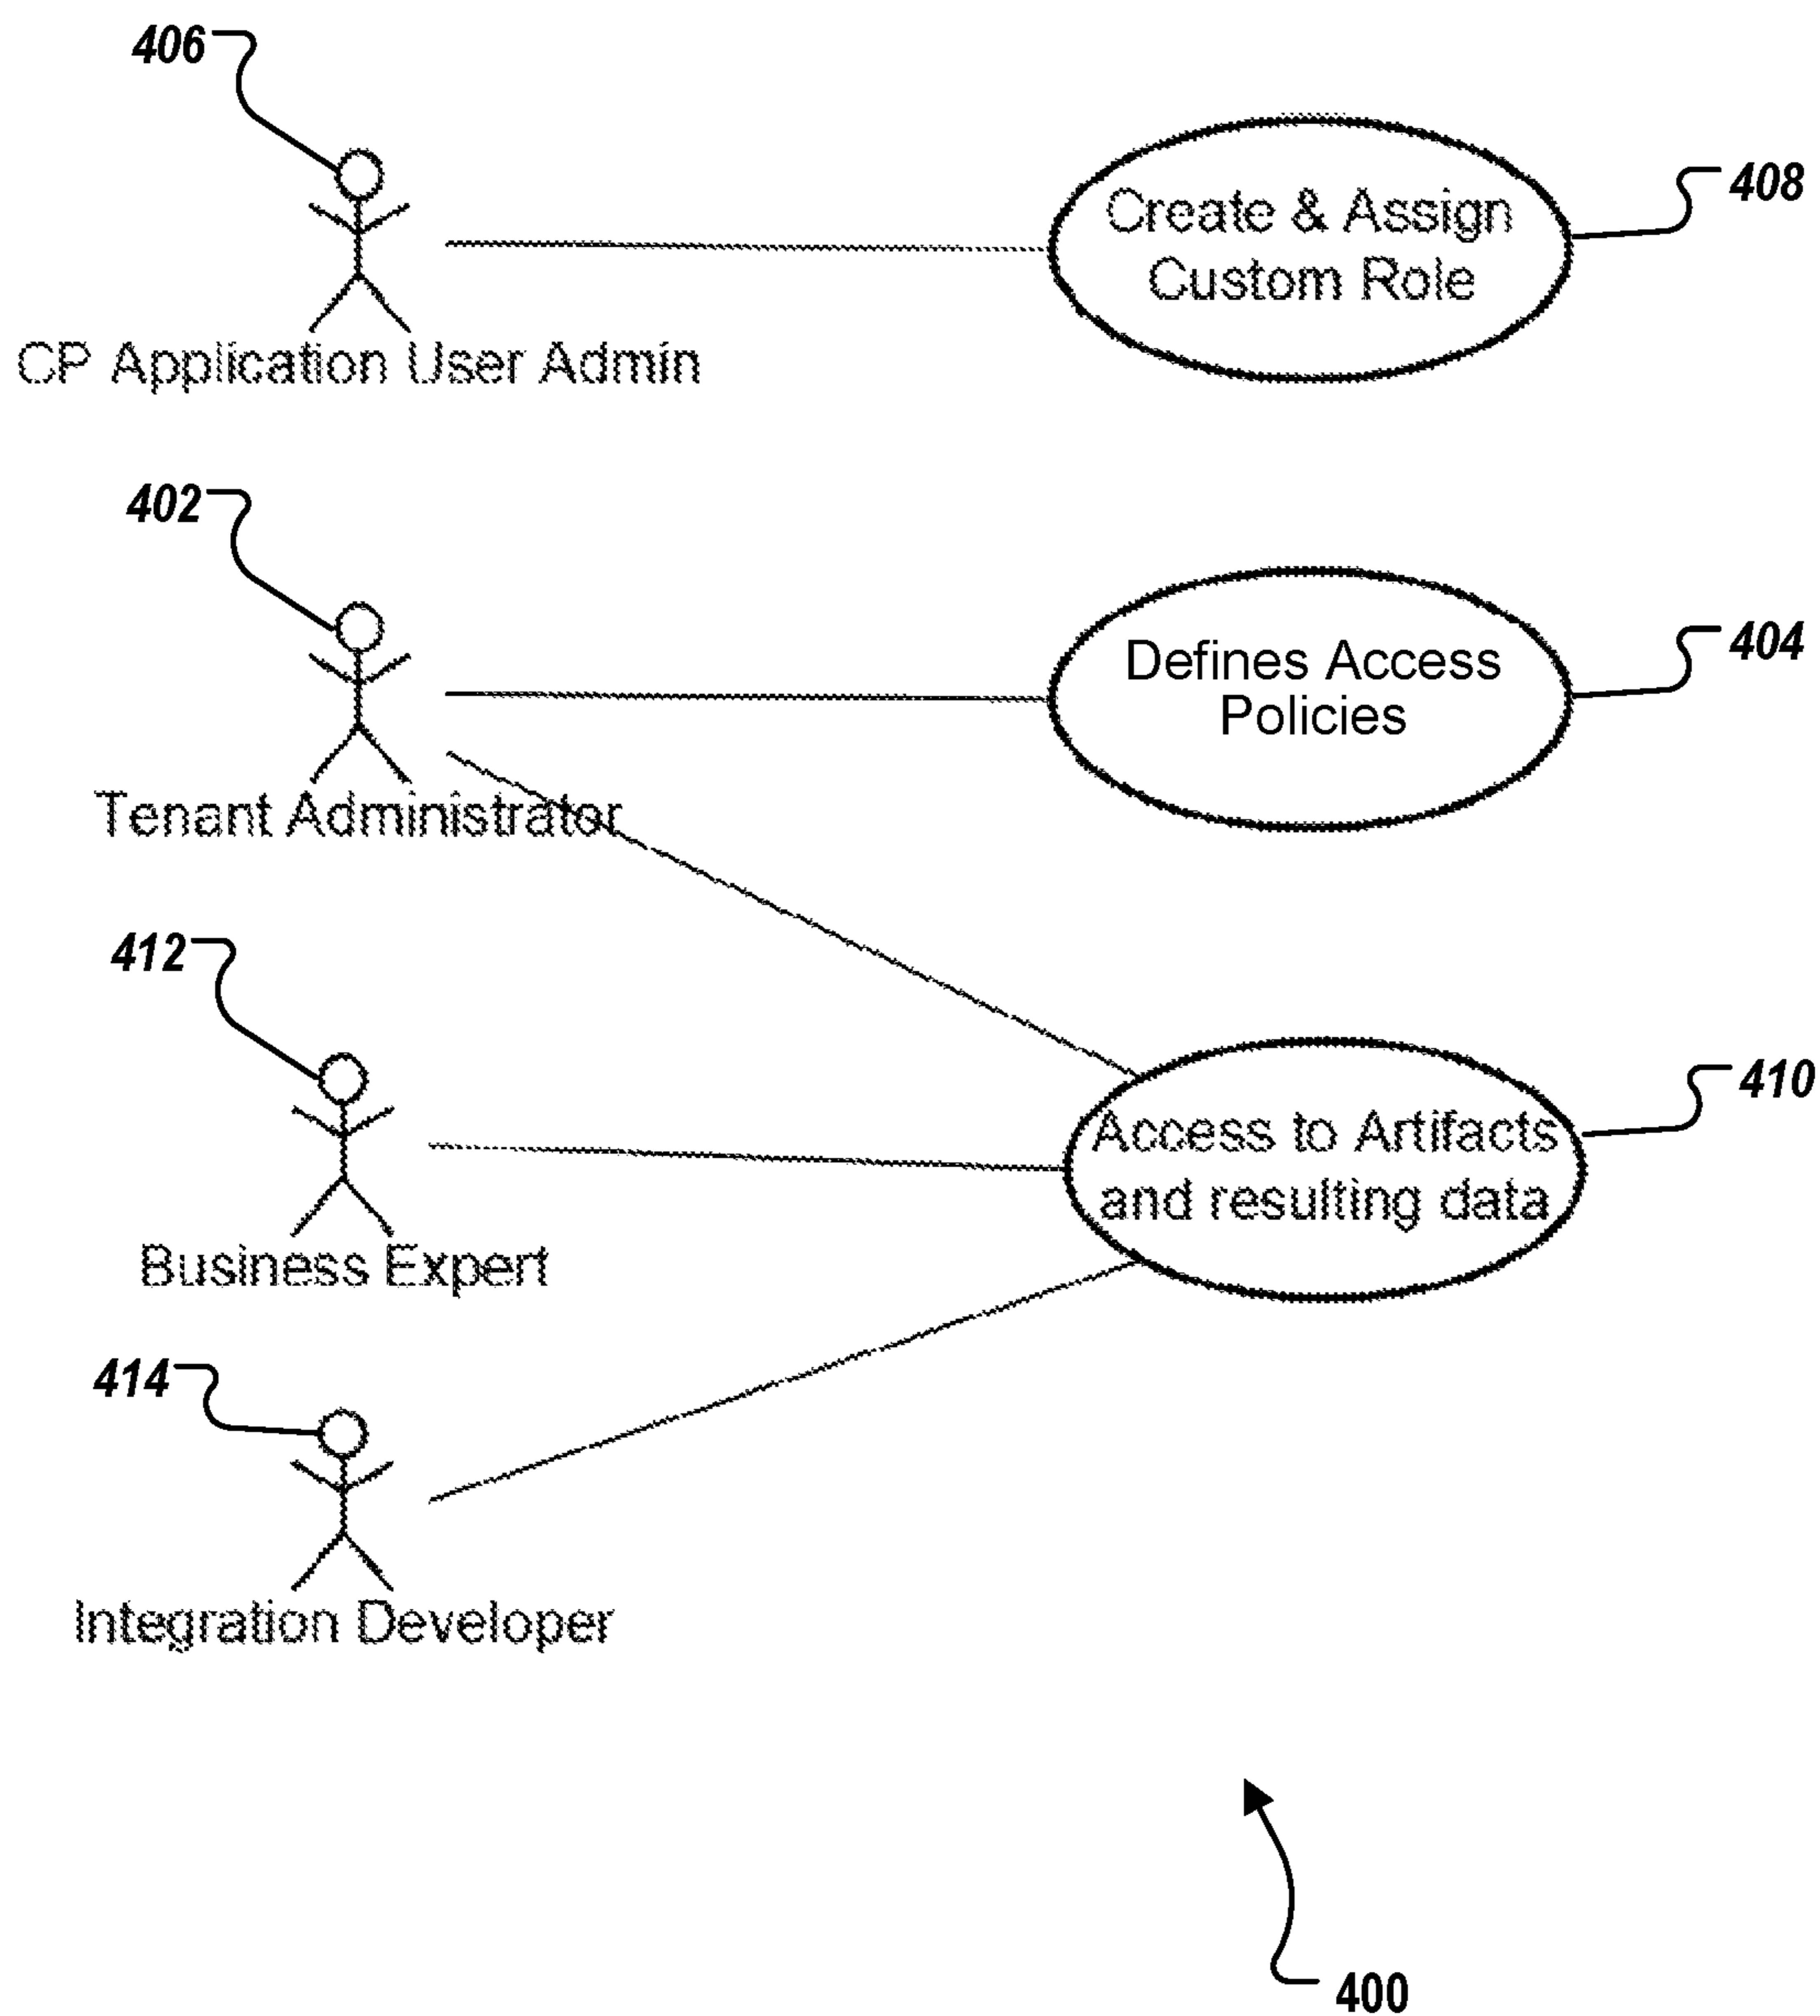 406
Create & Assign
Custom Role
408
CP Application User Admin
402
Defines Access
Policies
404
Tenant Administrator
412
Access to Artifacts
and resulting data
410
Business Expert
414
Integration Developer
400